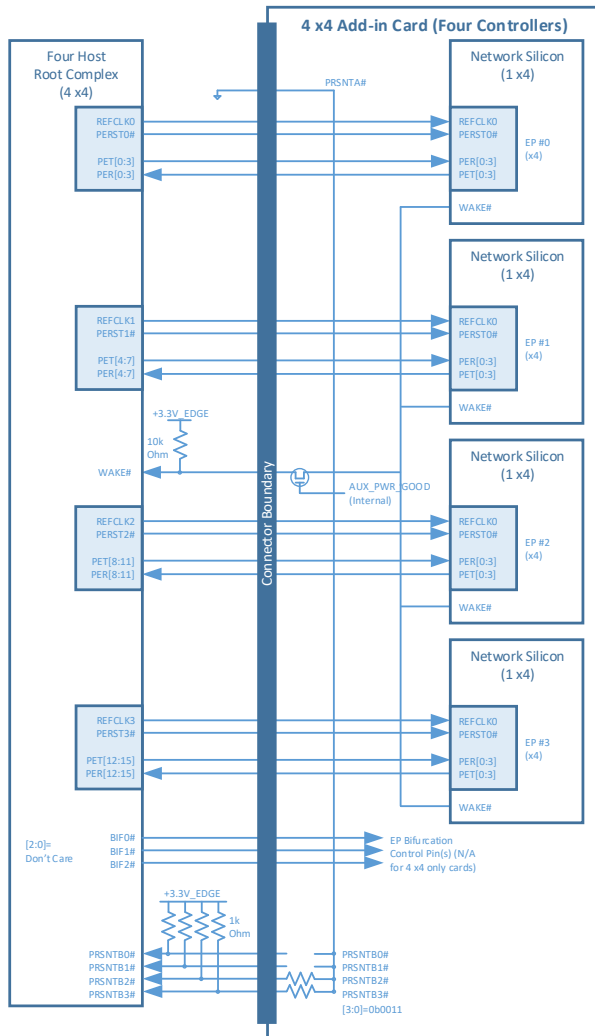 4 x4 Add-in Card (Four Controllers)
Four Host
Root Complex
(4 x4)
PRSNTA#
Network Silicon
(1 x4)
REFCLK0
PERST0#
PET[0:3]
PER[0:3]
REFCLK0
PERST0#
PER[0:3]
PET[0:3]
EP #0
(x4)
WAKE#
Network Silicon
(1 x4)
REFCLK1
PERST1#
PET[4:7]
PER[4:7]
REFCLK0
PERST0#
PER[0:3]
PET[0:3]
EP #1
(x4)
WAKE#
+3.3V_EDGE
10k
Ohm
WAKE#
AUX_PWR_GOOD
(Internal)
Connector Boundary
Network Silicon
(1 x4)
REFCLK2
PERST2#
PET[8:11]
PER[8:11]
REFCLK0
PERST0#
PER[0:3]
PET[0:3]
EP #2
(x4)
WAKE#
Network Silicon
(1 x4)
REFCLK3
PERST3#
PET[12:15]
PER[12:15]
REFCLK0
PERST0#
PER[0:3]
PET[0:3]
EP #3
(x4)
WAKE#
[2:0]=
Don't Care
BIF0#
BIF1#
BIF2#
EP Bifurcation
Control Pin(s) (N/A
for 4 x4 only cards)
+3.3V_EDGE
1k
Ohm
PRSNTB0#
PRSNTB1#
PRSNTB2#
PRSNTB3#
PRSNTB0#
PRSNTB1#
PRSNTB2#
PRSNTB3#
[3:0]=0b0011